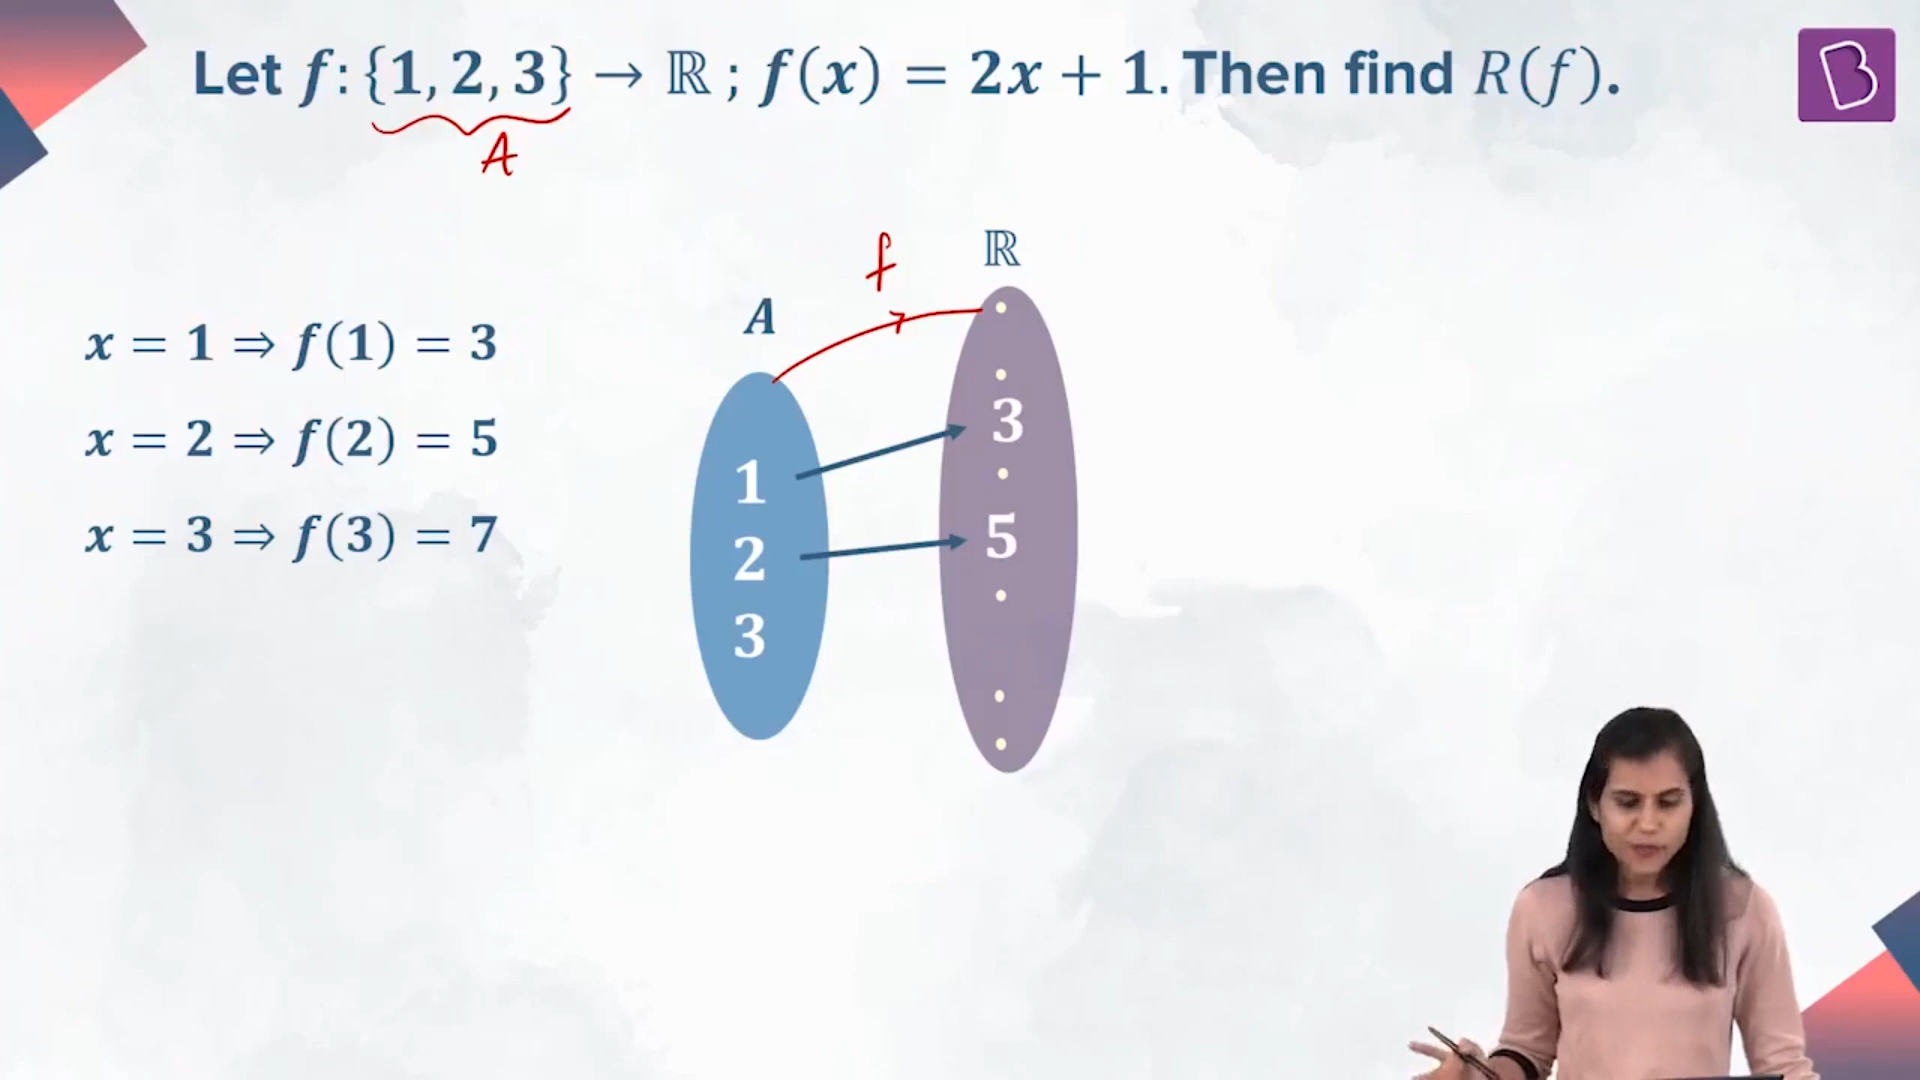 Let f: {1, 2, 3} → ℝ ; f(x) = 2x + 1. Then find R(f).
A
f
ℝ
A
x = 1 ⇒ f(1) = 3
x = 2 ⇒ f(2) = 5
x = 3 ⇒ f(3) = 7
3
1
5
2
3
B